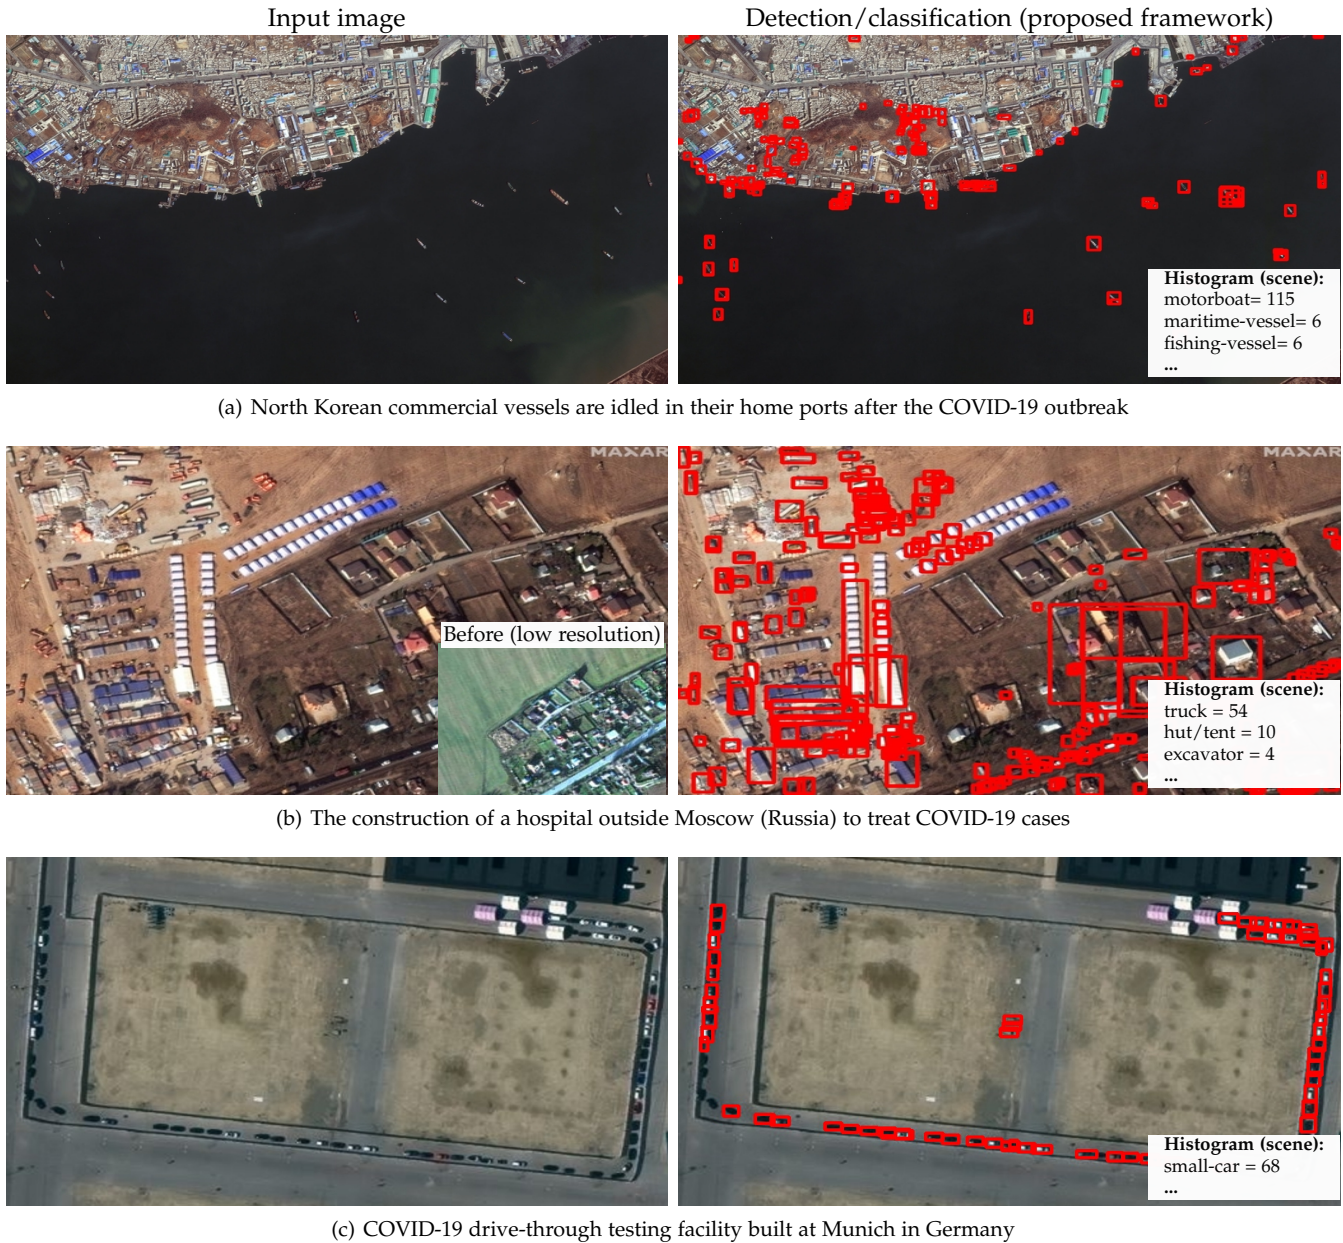 Input image
Detection/classification (proposed framework)
Histogram (scene):
motorboat= 115
maritime-vessel= 6
fishing-vessel= 6
...
(a) North Korean commercial vessels are idled in their home ports after the COVID-19 outbreak
MAXAR
MAXAR
Before (low resolution)
Histogram (scene):
truck = 54
hut/tent = 10
excavator = 4
...
(b) The construction of a hospital outside Moscow (Russia) to treat COVID-19 cases
Histogram (scene):
small-car = 68
...
(c) COVID-19 drive-through testing facility built at Munich in Germany